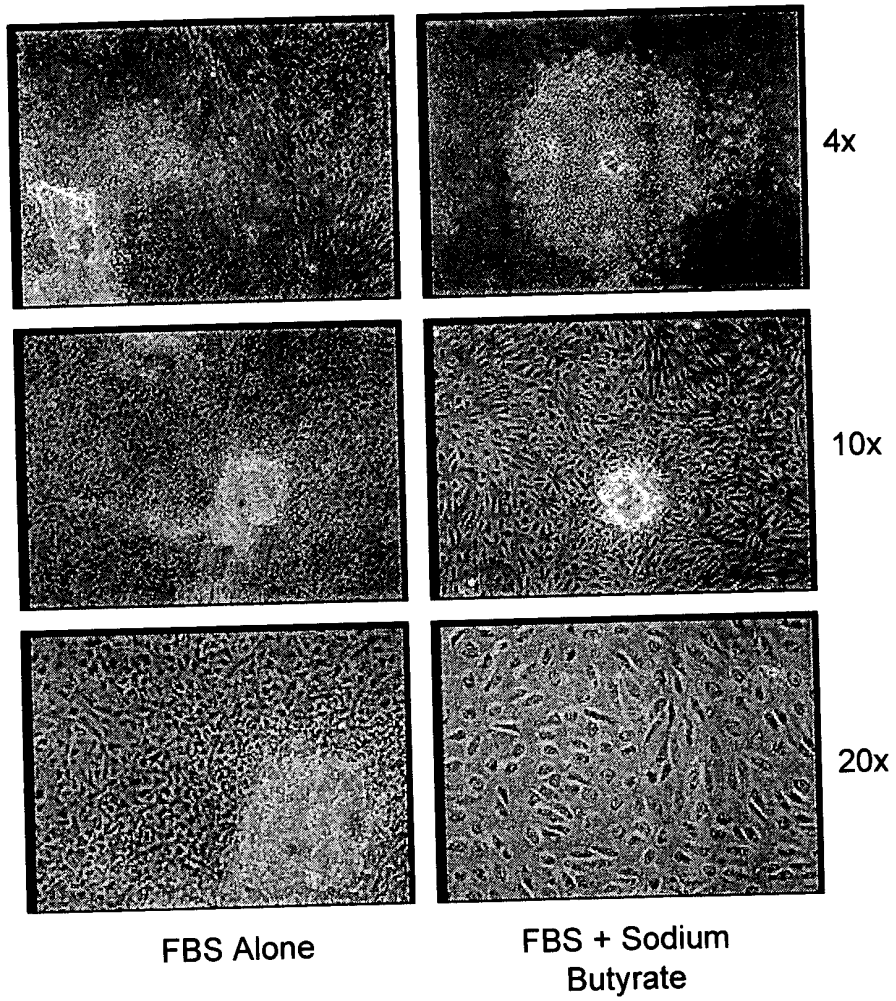 4x
10x
20x
FBS Alone
FBS + Sodium
Butyrate